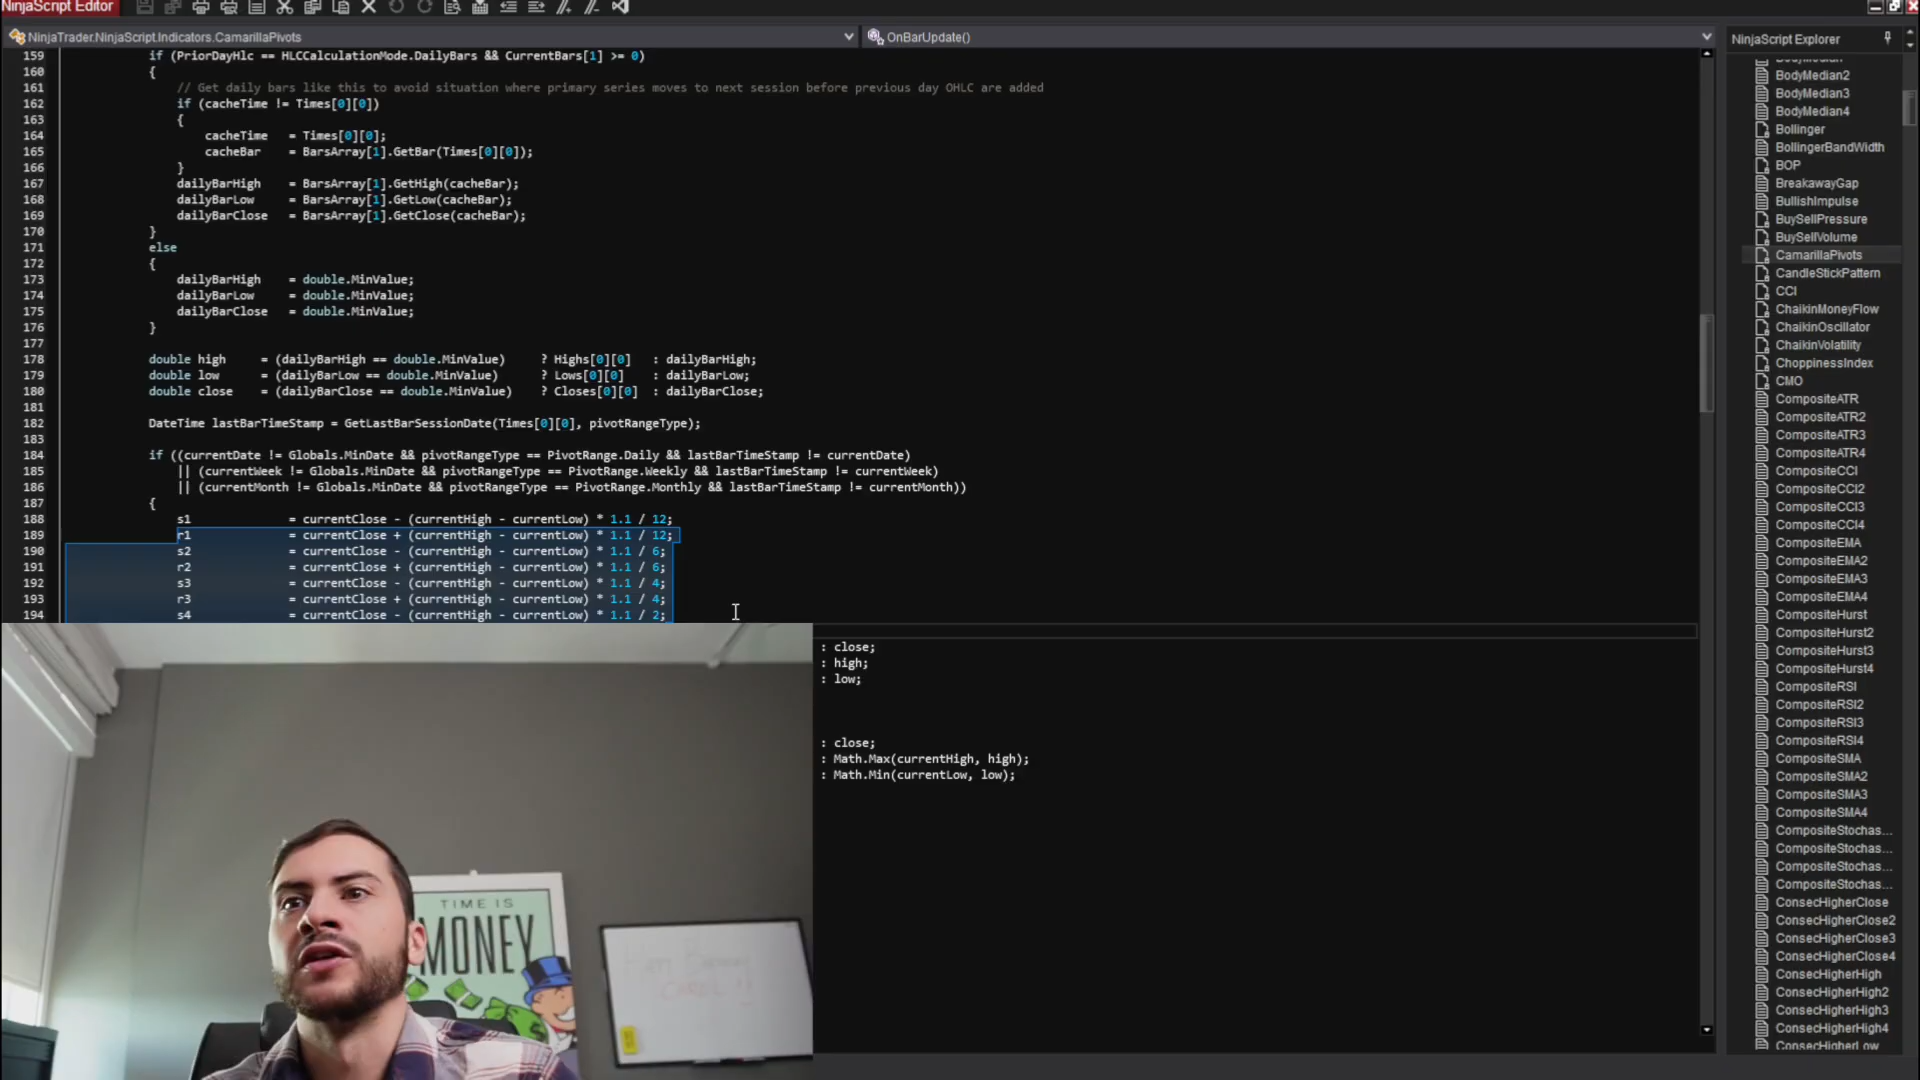 NinjaScript Editor
NinjaTrader.NinjaScript.Indicators.CamarillaPivots
OnBarUpdate()
159 if (PriorDayHlc == HLCCalculationMode.DailyBars && CurrentBars[1] >= 0)
160 {
161 // Get daily bars like this to avoid situation where primary series moves to next session before previous day OHLC are added
162 if (cacheTime != Times[0][0])
163 {
164 cacheTime = Times[0][0];
165 cacheBar = BarsArray[1].GetBar(Times[0][0]);
166 }
167 dailyBarHigh = BarsArray[1].GetHigh(cacheBar);
168 dailyBarLow = BarsArray[1].GetLow(cacheBar);
169 dailyBarClose = BarsArray[1].GetClose(cacheBar);
170 }
171 else
172 {
173 dailyBarHigh = double.MinValue;
174 dailyBarLow = double.MinValue;
175 dailyBarClose = double.MinValue;
176 }
177
178 double high = (dailyBarHigh == double.MinValue) ? Highs[0][0] : dailyBarHigh;
179 double low = (dailyBarLow == double.MinValue) ? Lows[0][0] : dailyBarLow;
180 double close = (dailyBarClose == double.MinValue) ? Closes[0][0] : dailyBarClose;
181
182 DateTime lastBarTimeStamp = GetLastBarSessionDate(Times[0][0], pivotRangeType);
183
184 if ((currentDate != Globals.MinDate && pivotRangeType == PivotRange.Daily && lastBarTimeStamp != currentDate)
185 || (currentWeek != Globals.MinDate && pivotRangeType == PivotRange.Weekly && lastBarTimeStamp != currentWeek)
186 || (currentMonth != Globals.MinDate && pivotRangeType == PivotRange.Monthly && lastBarTimeStamp != currentMonth))
187 {
188 s1 = currentClose - (currentHigh - currentLow) * 1.1 / 12;
189 r1 = currentClose + (currentHigh - currentLow) * 1.1 / 12;
190 s2 = currentClose - (currentHigh - currentLow) * 1.1 / 6;
191 r2 = currentClose + (currentHigh - currentLow) * 1.1 / 6;
192 s3 = currentClose - (currentHigh - currentLow) * 1.1 / 4;
193 r3 = currentClose + (currentHigh - currentLow) * 1.1 / 4;
194 s4 = currentClose - (currentHigh - currentLow) * 1.1 / 2;
: close;
: high;
: low;
: close;
: Math.Max(currentHigh, high);
: Math.Min(currentLow, low);
TIME IS
MONEY
NinjaScript Explorer
BodyMedian2
BodyMedian3
BodyMedian4
Bollinger
BollingerBandWidth
BOP
BreakawayGap
BullishImpulse
BuySellPressure
BuySellVolume
CamarillaPivots
CandleStickPattern
CCI
ChaikinMoneyFlow
ChaikinOscillator
ChaikinVolatility
ChoppinessIndex
CMO
CompositeATR
CompositeATR2
CompositeATR3
CompositeATR4
CompositeCCI
CompositeCCI2
CompositeCCI3
CompositeCCI4
CompositeEMA
CompositeEMA2
CompositeEMA3
CompositeEMA4
CompositeHurst
CompositeHurst2
CompositeHurst3
CompositeHurst4
CompositeRSI
CompositeRSI2
CompositeRSI3
CompositeRSI4
CompositeSMA
CompositeSMA2
CompositeSMA3
CompositeSMA4
CompositeStochas...
CompositeStochas...
CompositeStochas...
CompositeStochas...
ConsecHigherClose
ConsecHigherClose2
ConsecHigherClose3
ConsecHigherClose4
ConsecHigherHigh
ConsecHigherHigh2
ConsecHigherHigh3
ConsecHigherHigh4
ConsecHigherLow